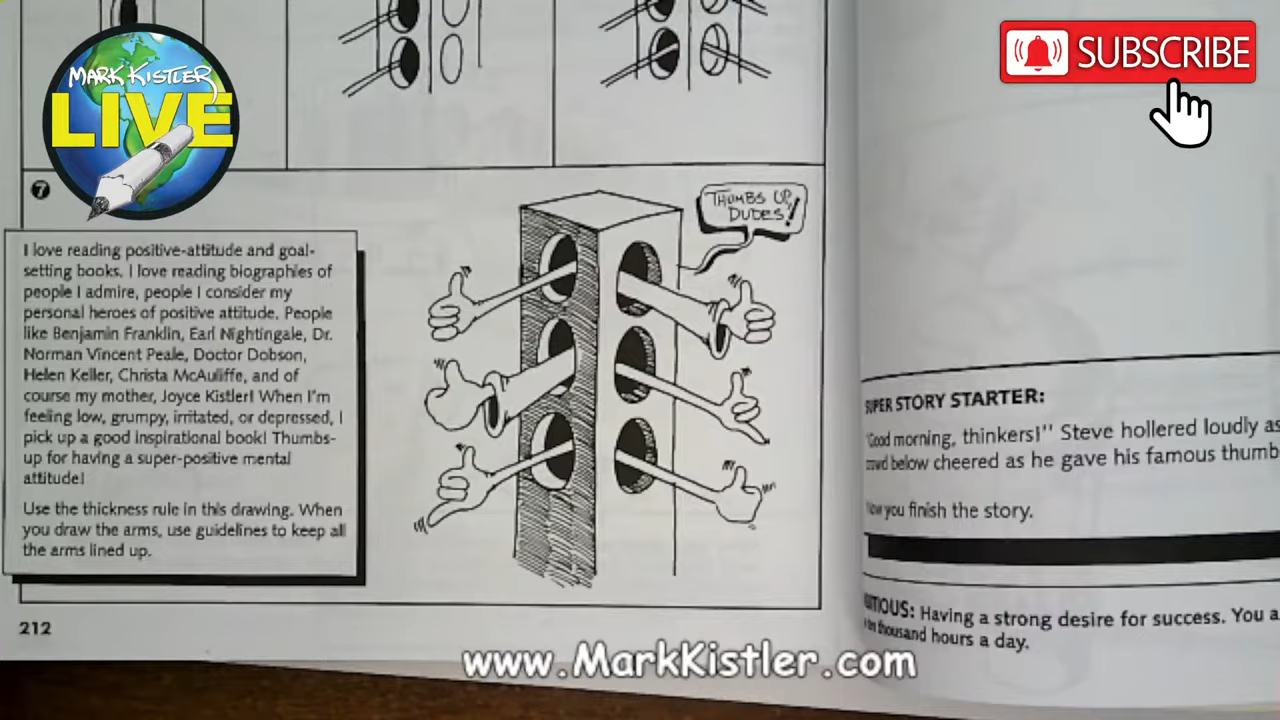 MARK KISTLER
LIVE
SUBSCRIBE
7
THUMBS UP,
DUDES!
I love reading positive-attitude and goal-
setting books. I love reading biographies of
people I admire, people I consider my
personal heroes of positive attitude. People
like Benjamin Franklin, Earl Nightingale, Dr.
Norman Vincent Peale, Doctor Dobson,
Helen Keller, Christa McAuliffe, and of
course my mother, Joyce Kistler! When I'm
feeling low, grumpy, irritated, or depressed, I
pick up a good inspirational book! Thumbs-
up for having a super-positive mental
attitude!
Use the thickness rule in this drawing. When
you draw the arms, use guidelines to keep all
the arms lined up.
212
SUPER STORY STARTER:
"Good morning, thinkers!" Steve hollered loudly as
below cheered as he gave his famous thumb
Now you finish the story.
Having a strong desire for success. You a
thousand hours a day.
www.MarkKistler.com